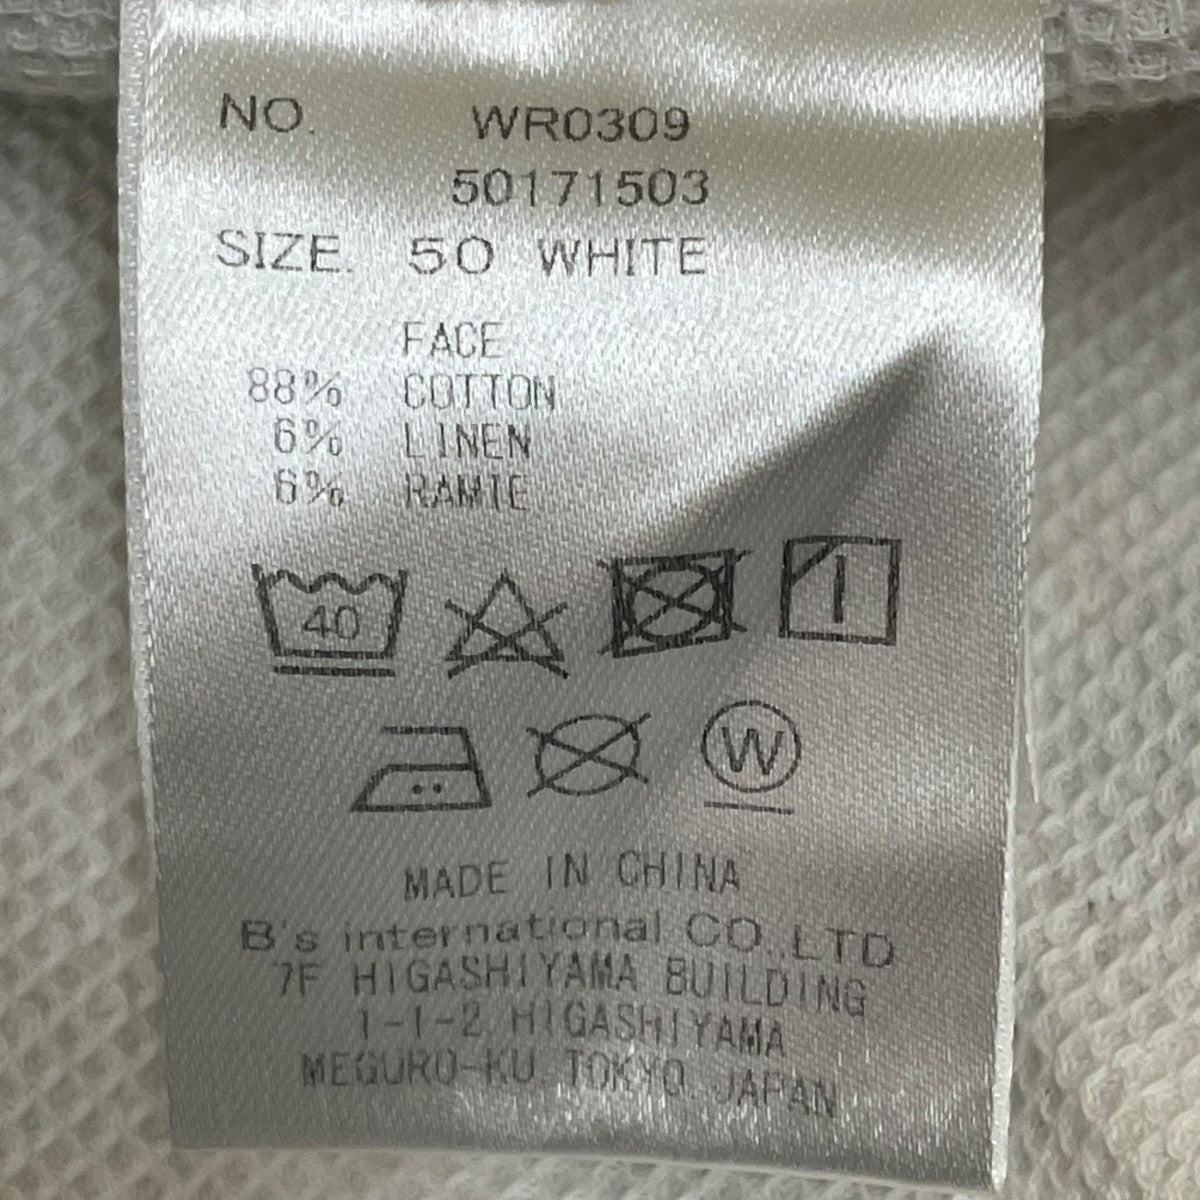 NO. WR0309
50171503
SIZE. 50 WHITE
FACE
88% COTTON
6% LINEN
6% RAMIE
40
W
MADE IN CHINA
B's international CO.,LTD
7F HIGASHIYAMA BUILDING
1-1-2 HIGASHIYAMA
MEGURO-KU TOKYO JAPAN